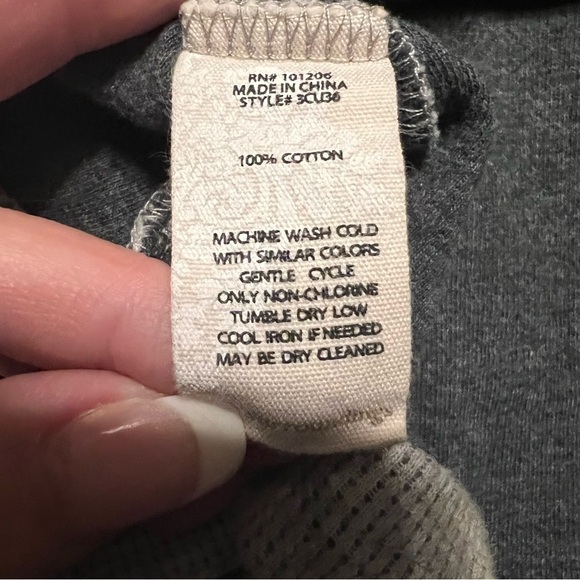 RN# 101206
MADE IN CHINA
STYLE# 3CU36
100% COTTON
MACHINE WASH COLD
WITH SIMILAR COLORS
GENTLE CYCLE
ONLY NON-CHLORINE
TUMBLE DRY LOW
COOL IRON IF NEEDED
MAY BE DRY CLEANED